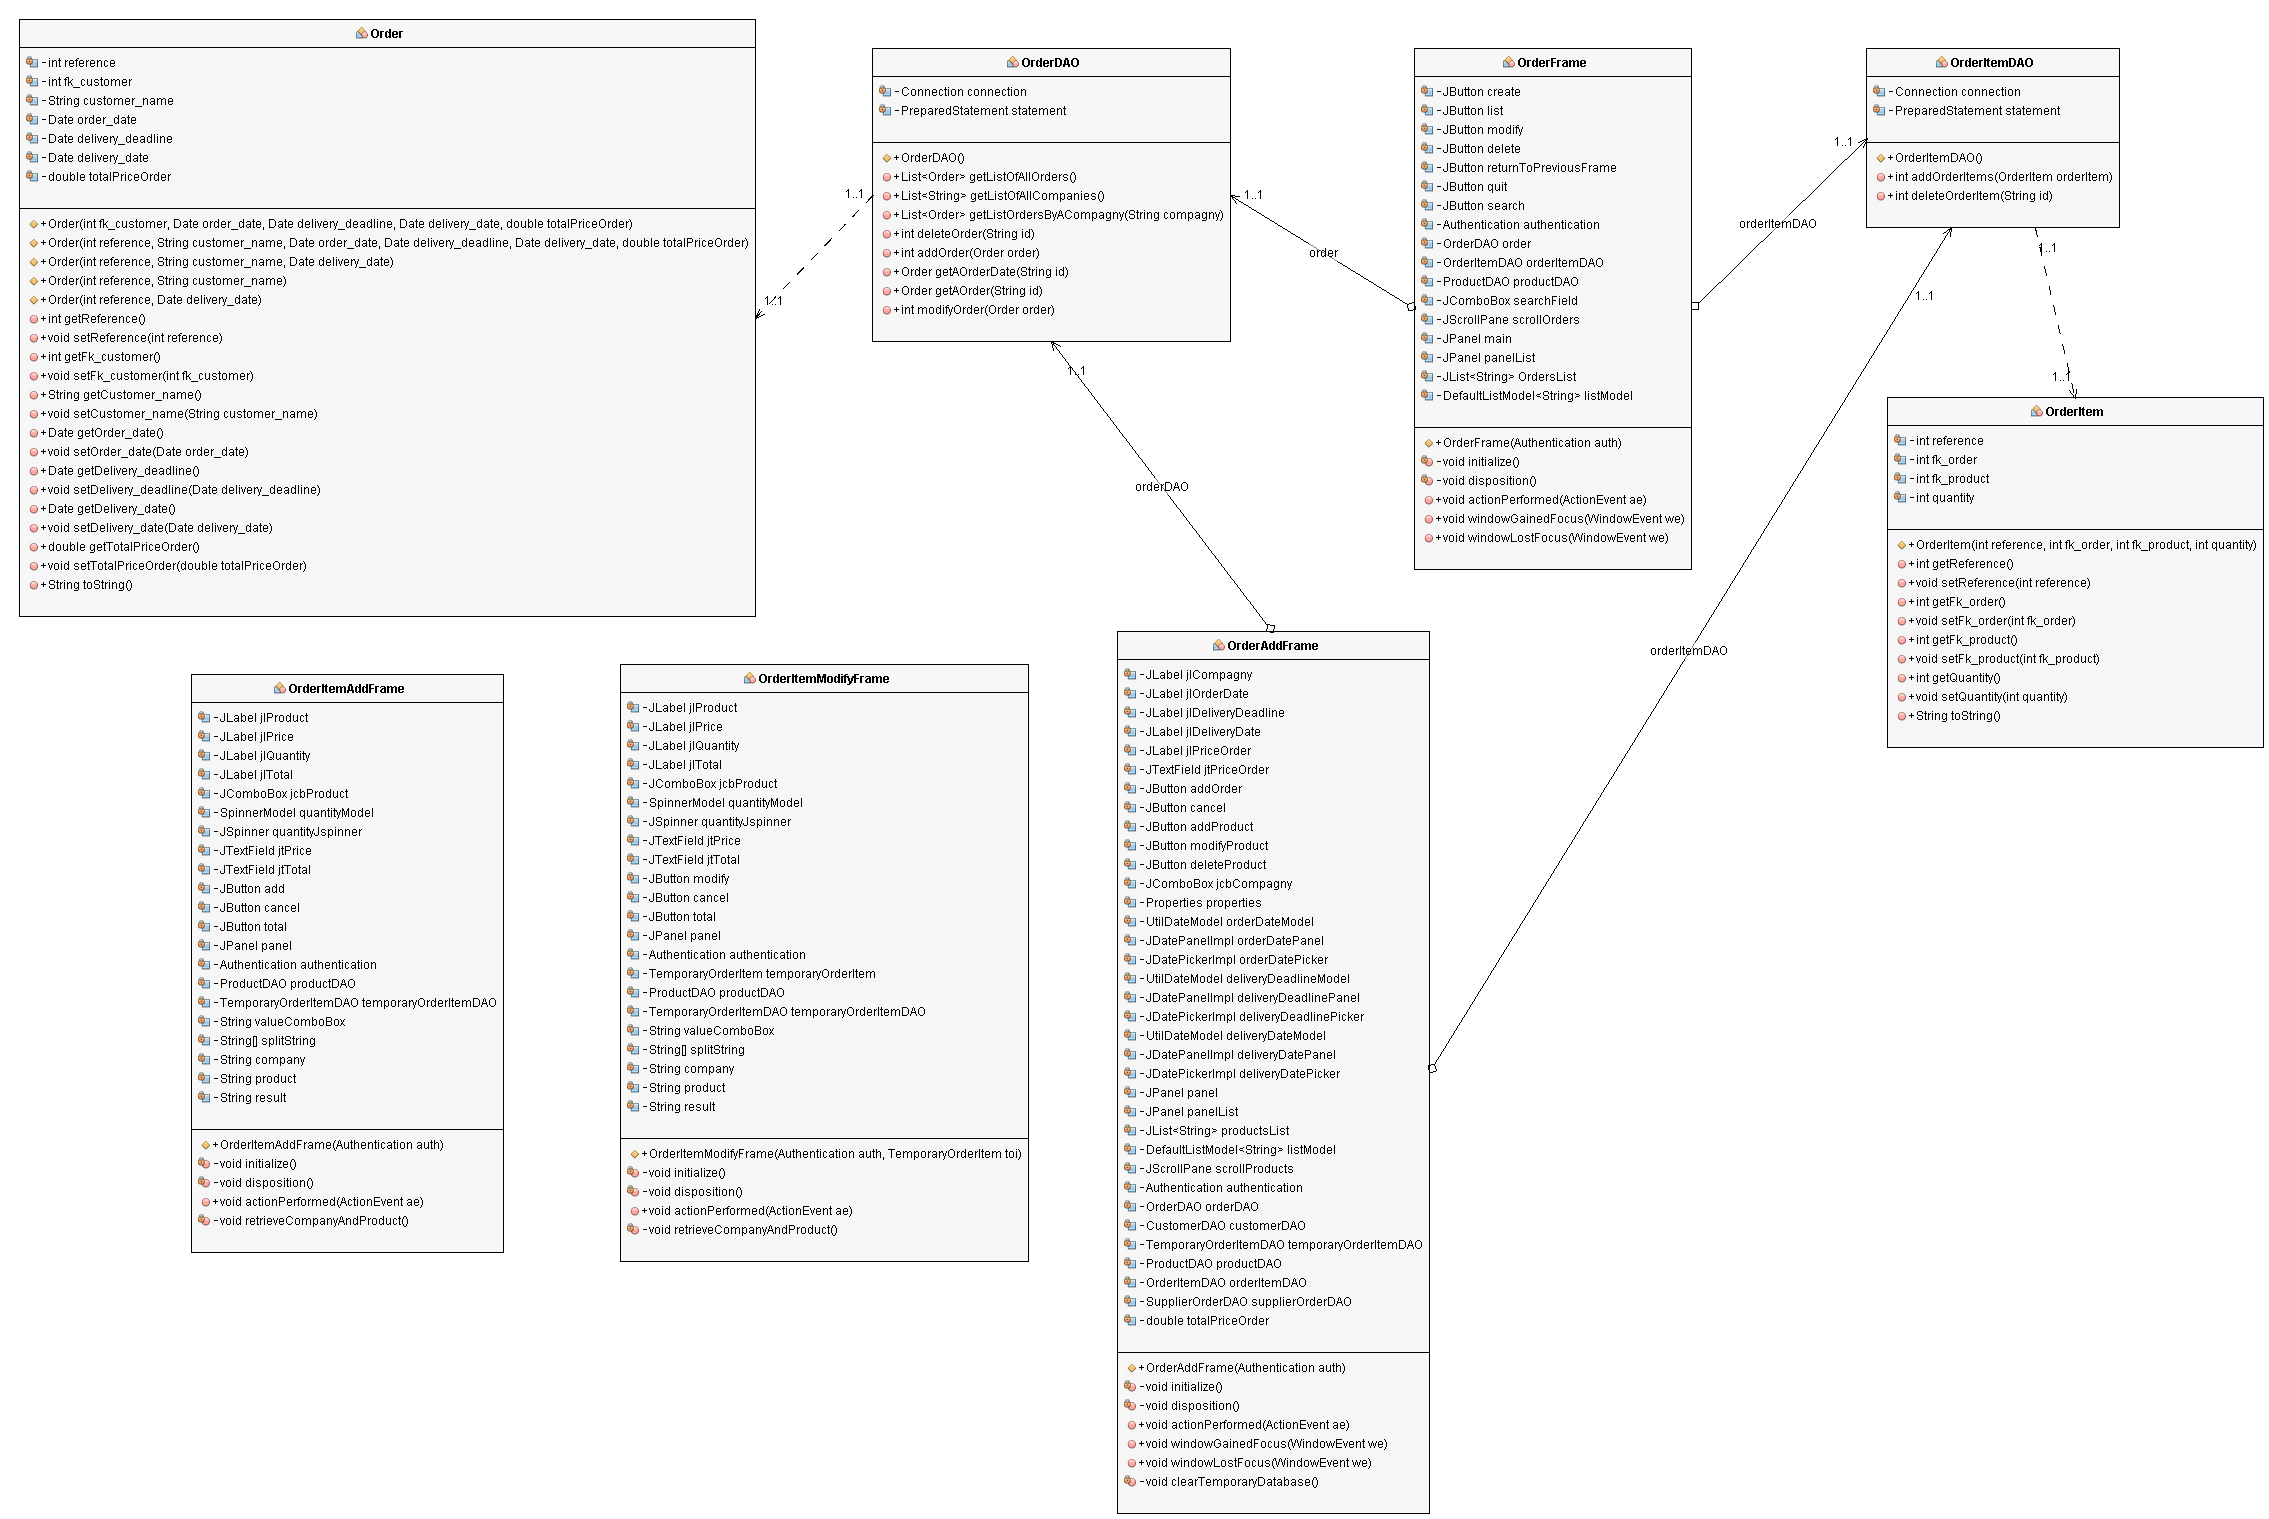 Order
-int reference
-int fk_customer
-String customer_name
-Date order_date
-Date delivery_deadline
-Date delivery_date
-double totalPriceOrder
+Order(int fk_customer, Date order_date, Date delivery_deadline, Date delivery_date, double totalPriceOrder)
+Order(int reference, String customer_name, Date order_date, Date delivery_deadline, Date delivery_date, double totalPriceOrder)
+Order(int reference, String customer_name, Date delivery_date)
+Order(int reference, String customer_name)
+Order(int reference, Date delivery_date)
+int getReference()
+void setReference(int reference)
+int getFk_customer()
+void setFk_customer(int fk_customer)
+String getCustomer_name()
+void setCustomer_name(String customer_name)
+Date getOrder_date()
+void setOrder_date(Date order_date)
+Date getDelivery_deadline()
+void setDelivery_deadline(Date delivery_deadline)
+Date getDelivery_date()
+void setDelivery_date(Date delivery_date)
+double getTotalPriceOrder()
+void setTotalPriceOrder(double totalPriceOrder)
+String toString()
1..1
1..1
OrderDAO
-Connection connection
-PreparedStatement statement
+OrderDAO()
+List<Order> getListOfAllOrders()
+List<String> getListOfAllCompanies()
+List<Order> getListOrdersByACompagny(String compagny)
+int deleteOrder(String id)
+int addOrder(Order order)
+Order getAOrderDate(String id)
+Order getAOrder(String id)
+int modifyOrder(Order order)
1..1
order
1..1
orderDAO
OrderFrame
-JButton create
-JButton list
-JButton modify
-JButton delete
-JButton returnToPreviousFrame
-JButton quit
-JButton search
-Authentication authentication
-OrderDAO order
-OrderItemDAO orderItemDAO
-ProductDAO productDAO
-JComboBox searchField
-JScrollPane scrollOrders
-JPanel main
-JPanel panelList
-JList<String> OrdersList
-DefaultListModel<String> listModel
+OrderFrame(Authentication auth)
-void initialize()
-void disposition()
+void actionPerformed(ActionEvent ae)
+void windowGainedFocus(WindowEvent we)
+void windowLostFocus(WindowEvent we)
1..1
orderItemDAO
OrderItemDAO
-Connection connection
-PreparedStatement statement
+OrderItemDAO()
+int addOrderItems(OrderItem orderItem)
+int deleteOrderItem(String id)
1..1
1..1
1..1
orderItemDAO
OrderItem
-int reference
-int fk_order
-int fk_product
-int quantity
+OrderItem(int reference, int fk_order, int fk_product, int quantity)
+int getReference()
+void setReference(int reference)
+int getFk_order()
+void setFk_order(int fk_order)
+int getFk_product()
+void setFk_product(int fk_product)
+int getQuantity()
+void setQuantity(int quantity)
+String toString()
OrderItemAddFrame
-JLabel jlProduct
-JLabel jlPrice
-JLabel jlQuantity
-JLabel jlTotal
-JComboBox jcbProduct
-SpinnerModel quantityModel
-JSpinner quantityJspinner
-JTextField jtPrice
-JTextField jtTotal
-JButton add
-JButton cancel
-JButton total
-JPanel panel
-Authentication authentication
-ProductDAO productDAO
-TemporaryOrderItemDAO temporaryOrderItemDAO
-String valueComboBox
-String[] splitString
-String company
-String product
-String result
+OrderItemAddFrame(Authentication auth)
-void initialize()
-void disposition()
+void actionPerformed(ActionEvent ae)
-void retrieveCompanyAndProduct()
OrderItemModifyFrame
-JLabel jlProduct
-JLabel jlPrice
-JLabel jlQuantity
-JLabel jlTotal
-JComboBox jcbProduct
-SpinnerModel quantityModel
-JSpinner quantityJspinner
-JTextField jtPrice
-JTextField jtTotal
-JButton modify
-JButton cancel
-JButton total
-JPanel panel
-Authentication authentication
-TemporaryOrderItem temporaryOrderItem
-ProductDAO productDAO
-TemporaryOrderItemDAO temporaryOrderItemDAO
-String valueComboBox
-String[] splitString
-String company
-String product
-String result
+OrderItemModifyFrame(Authentication auth, TemporaryOrderItem toi)
-void initialize()
-void disposition()
+void actionPerformed(ActionEvent ae)
-void retrieveCompanyAndProduct()
OrderAddFrame
-JLabel jlCompagny
-JLabel jlOrderDate
-JLabel jlDeliveryDeadline
-JLabel jlDeliveryDate
-JLabel jlPriceOrder
-JTextField jtPriceOrder
-JButton addOrder
-JButton cancel
-JButton addProduct
-JButton modifyProduct
-JButton deleteProduct
-JComboBox jcbCompagny
-Properties properties
-UtilDateModel orderDateModel
-JDatePanelImpl orderDatePanel
-JDatePickerImpl orderDatePicker
-UtilDateModel deliveryDeadlineModel
-JDatePanelImpl deliveryDeadlinePanel
-JDatePickerImpl deliveryDeadlinePicker
-UtilDateModel deliveryDateModel
-JDatePanelImpl deliveryDatePanel
-JDatePickerImpl deliveryDatePicker
-JPanel panel
-JPanel panelList
-JList<String> productsList
-DefaultListModel<String> listModel
-JScrollPane scrollProducts
-Authentication authentication
-OrderDAO orderDAO
-CustomerDAO customerDAO
-TemporaryOrderItemDAO temporaryOrderItemDAO
-ProductDAO productDAO
-OrderItemDAO orderItemDAO
-SupplierOrderDAO supplierOrderDAO
-double totalPriceOrder
+OrderAddFrame(Authentication auth)
-void initialize()
-void disposition()
+void actionPerformed(ActionEvent ae)
+void windowGainedFocus(WindowEvent we)
+void windowLostFocus(WindowEvent we)
-void clearTemporaryDatabase()